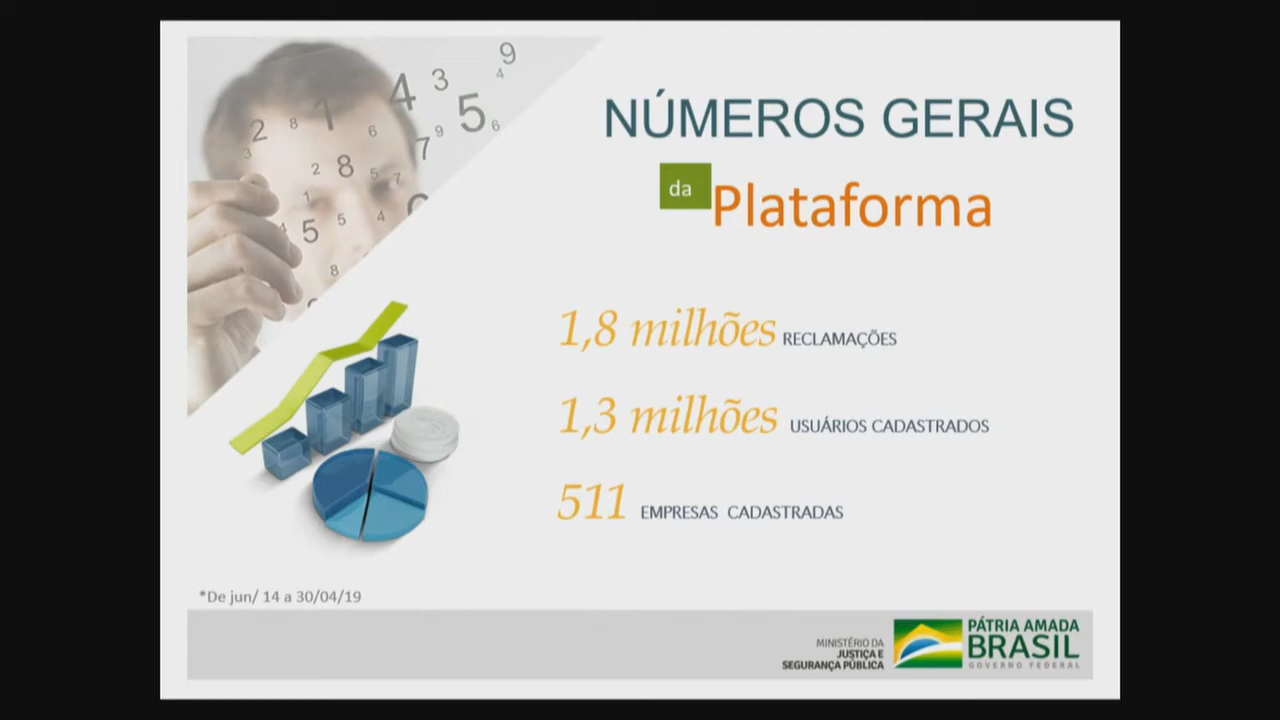 NÚMEROS GERAIS
da
Plataforma
1,8 milhões RECLAMAÇÕES
1,3 milhões USUÁRIOS CADASTRADOS
511 EMPRESAS CADASTRADAS
*De jun/ 14 a 30/04/19
MINISTÉRIO DA
JUSTIÇA E
SEGURANÇA PÚBLICA
PÁTRIA AMADA
BRASIL
GOVERNO FEDERAL